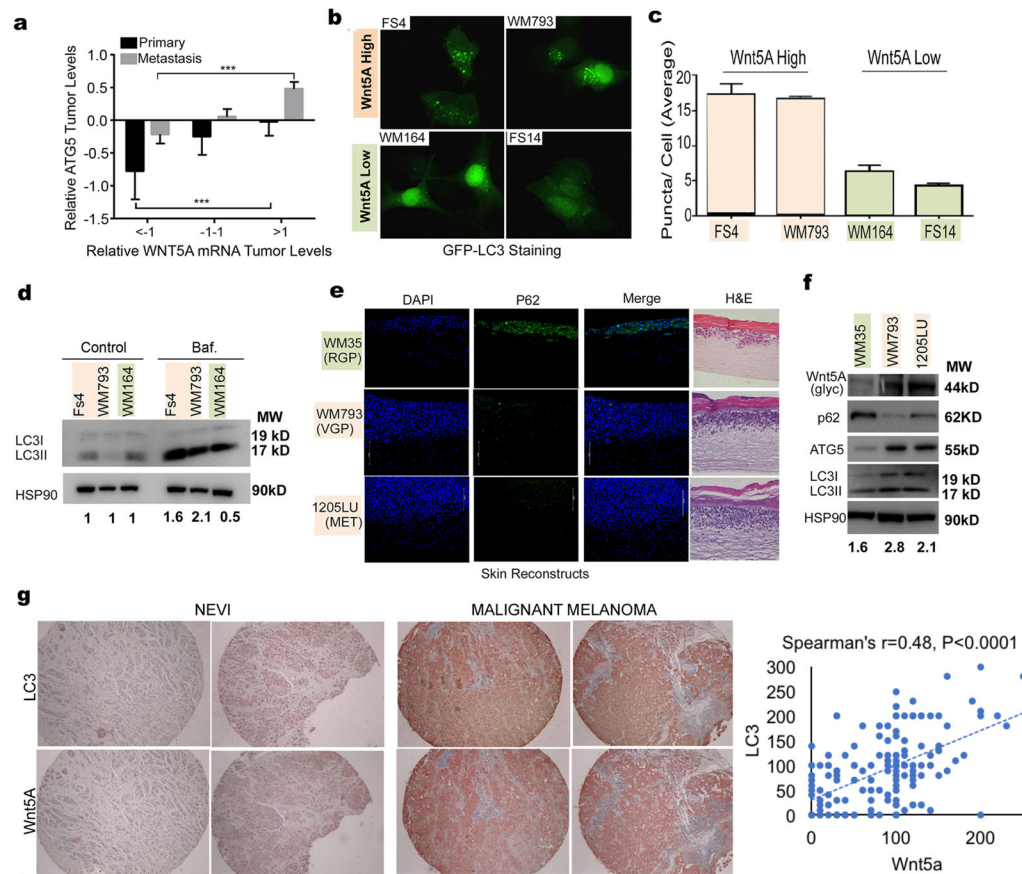 a
Primary
Metastasis
***
***
Relative ATG5 Tumor Levels
1.0
0.5
0.0
-0.5
-1.0
-1.5
<-1
-1-1
>1
Relative WNT5A mRNA Tumor Levels
b
Wnt5A High
Wnt5A Low
FS4
WM793
WM164
FS14
GFP-LC3 Staining
c
Puncta/ Cell (Average)
Wnt5A High
Wnt5A Low
20
15
10
5
0
FS4
WM793
WM164
FS14
d
Control
Baf.
Fs4
WM793
WM164
Fs4
WM793
WM164
MW
LC3I
19 kD
LC3II
17 kD
HSP90
90kD
1
1
1
1.6
2.1
0.5
e
DAPI
P62
Merge
H&E
WM35
(RGP)
WM793
(VGP)
1205LU
(MET)
Skin Reconstructs
f
WM35
WM793
1205LU
MW
Wnt5A
(glyc)
44kD
p62
62KD
ATG5
55kD
LC3I
19 kD
LC3II
17 kD
HSP90
90kD
1.6
2.8
2.1
g
NEVI
MALIGNANT MELANOMA
LC3
Wnt5A
Spearman's r=0.48, P<0.0001
LC3
300
250
200
150
100
50
0
0
100
200
Wnt5a